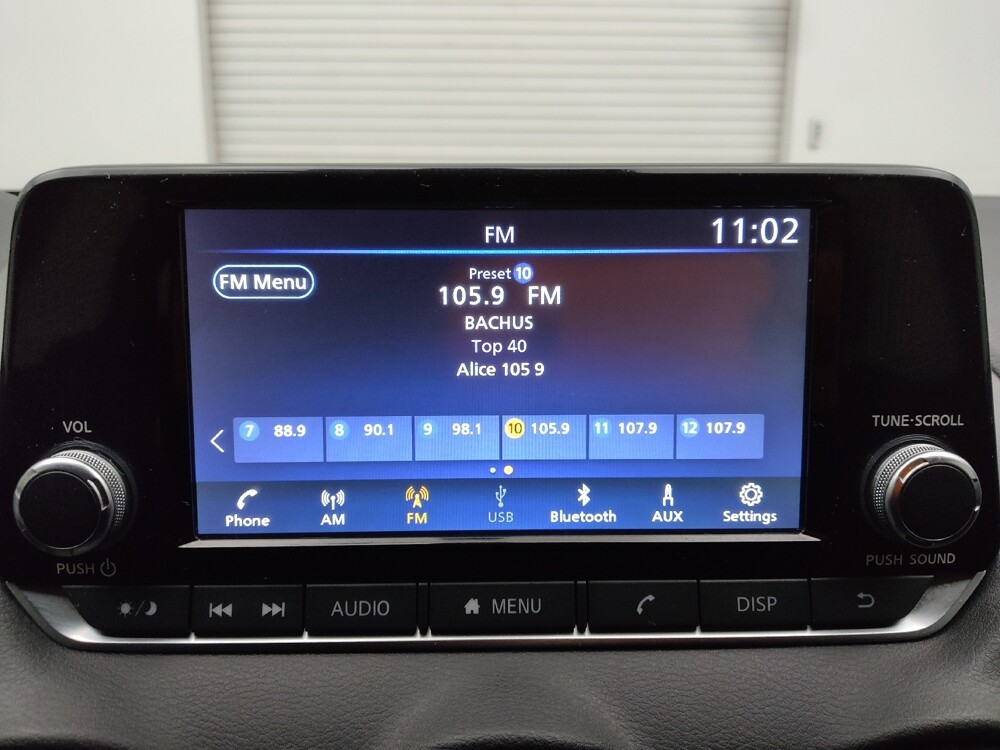 FM
11:02
FM Menu
Preset 10
105.9 FM
BACHUS
Top 40
Alice 105 9
7 88.9 8 90.1 9 98.1 10 105.9 11 107.9 12 107.9
Phone AM FM USB Bluetooth AUX Settings
VOL
PUSH
TUNE·SCROLL
PUSH SOUND
AUDIO MENU DISP